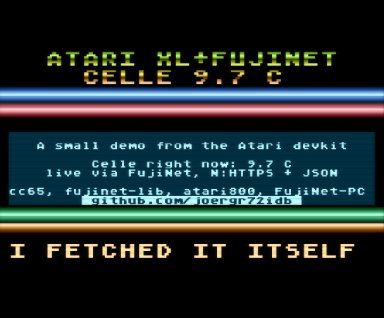 ATARI XL+FUJINET
CELLE 9.7 C
A small demo from the Atari devkit
Celle right now: 9.7 C
live via FujiNet, N:HTTPS + JSON
cc65, fujinet-lib, atari800, FujiNet-PC
github.com/joergr72idb
I FETCHED IT ITSELF